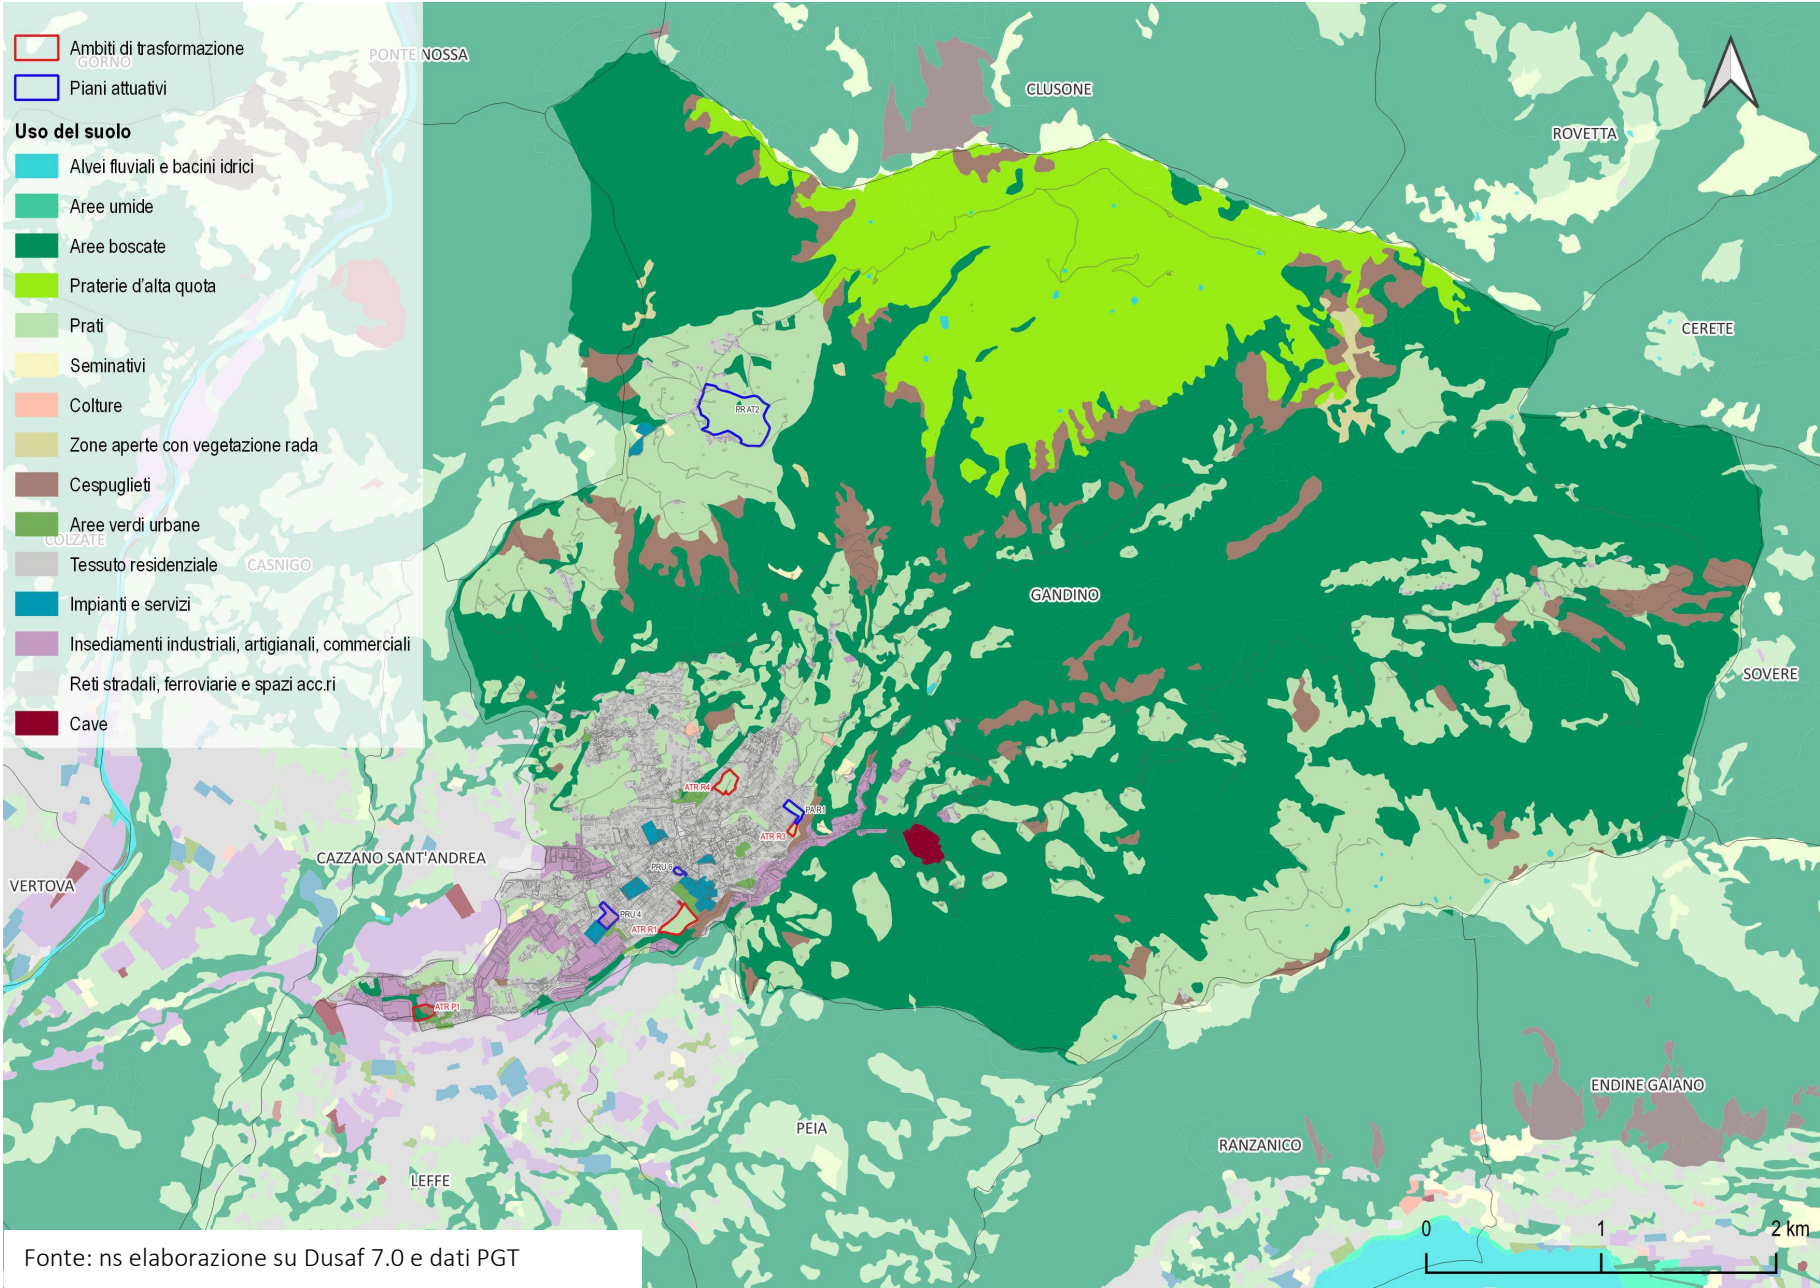 Ambiti di trasformazione
GORNO
Piani attuativi
Uso del suolo
Alvei fluviali e bacini idrici
Aree umide
Aree boscate
Praterie d'alta quota
Prati
Seminativi
Colture
Zone aperte con vegetazione rada
Cespuglieti
Aree verdi urbane
COLZATE
Tessuto residenziale
CASNIGO
Impianti e servizi
Insediamenti industriali, artigianali, commerciali
Reti stradali, ferroviarie e spazi acc.ri
Cave
PONTE NOSSA
CLUSONE
ROVETTA
CERETE
PR AT2
GANDINO
SOVERE
ATR R4
PA R1
ATR R3
CAZZANO SANT'ANDREA
PRU 6
VERTOVA
PRU 4
ATR R1
ATR P1
ENDINE GAIANO
PEIA
RANZANICO
LEFFE
0 1 2 km
Fonte: ns elaborazione su Dusaf 7.0 e dati PGT